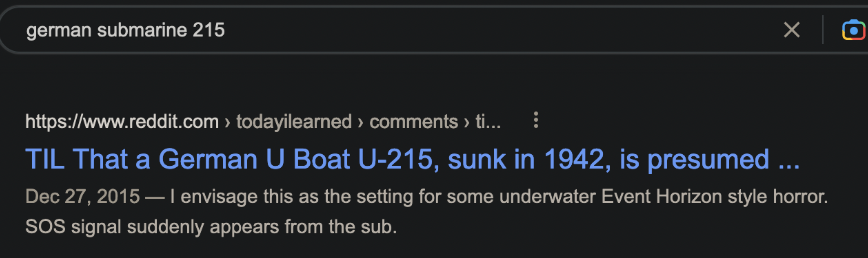 german submarine 215
https://www.reddit.com › todayilearned › comments › ti...
TIL That a German U Boat U-215, sunk in 1942, is presumed ...
Dec 27, 2015 — I envisage this as the setting for some underwater Event Horizon style horror.
SOS signal suddenly appears from the sub.